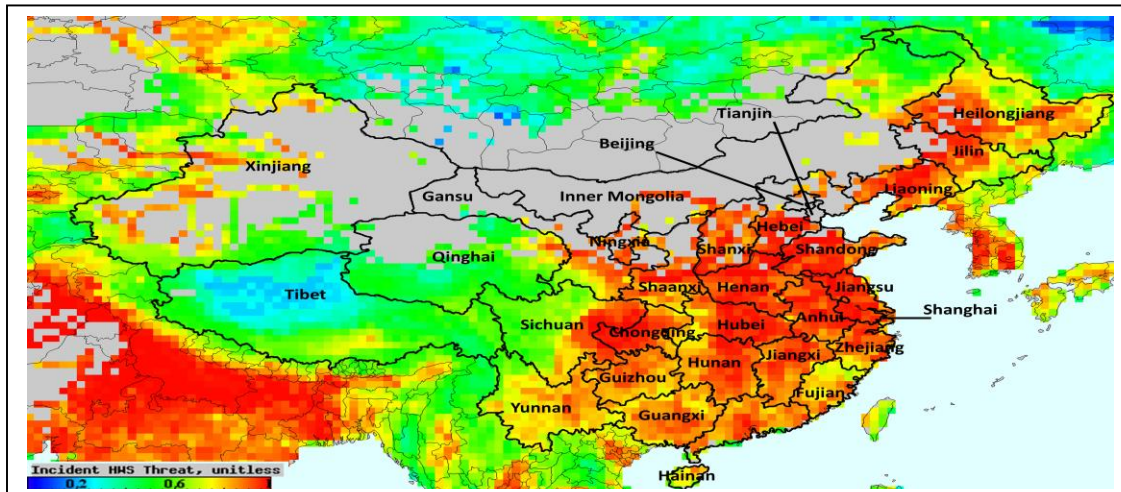 Tianjin
Heilongjiang
Beijing
Jilin
Xinjiang
Liaoning
Gansu
Inner Mongolia
Hebei
Ningxia
Shanxi
Shandong
Qinghai
Shaanxi
Henan
Jiangsu
Tibet
Shanghai
Sichuan
Chongqing
Hubei
Anhui
Zhejiang
Hunan
Jiangxi
Guizhou
Fujian
Yunnan
Guangxi
Hainan
Incident HWS Threat, unitless
0.2 0.6